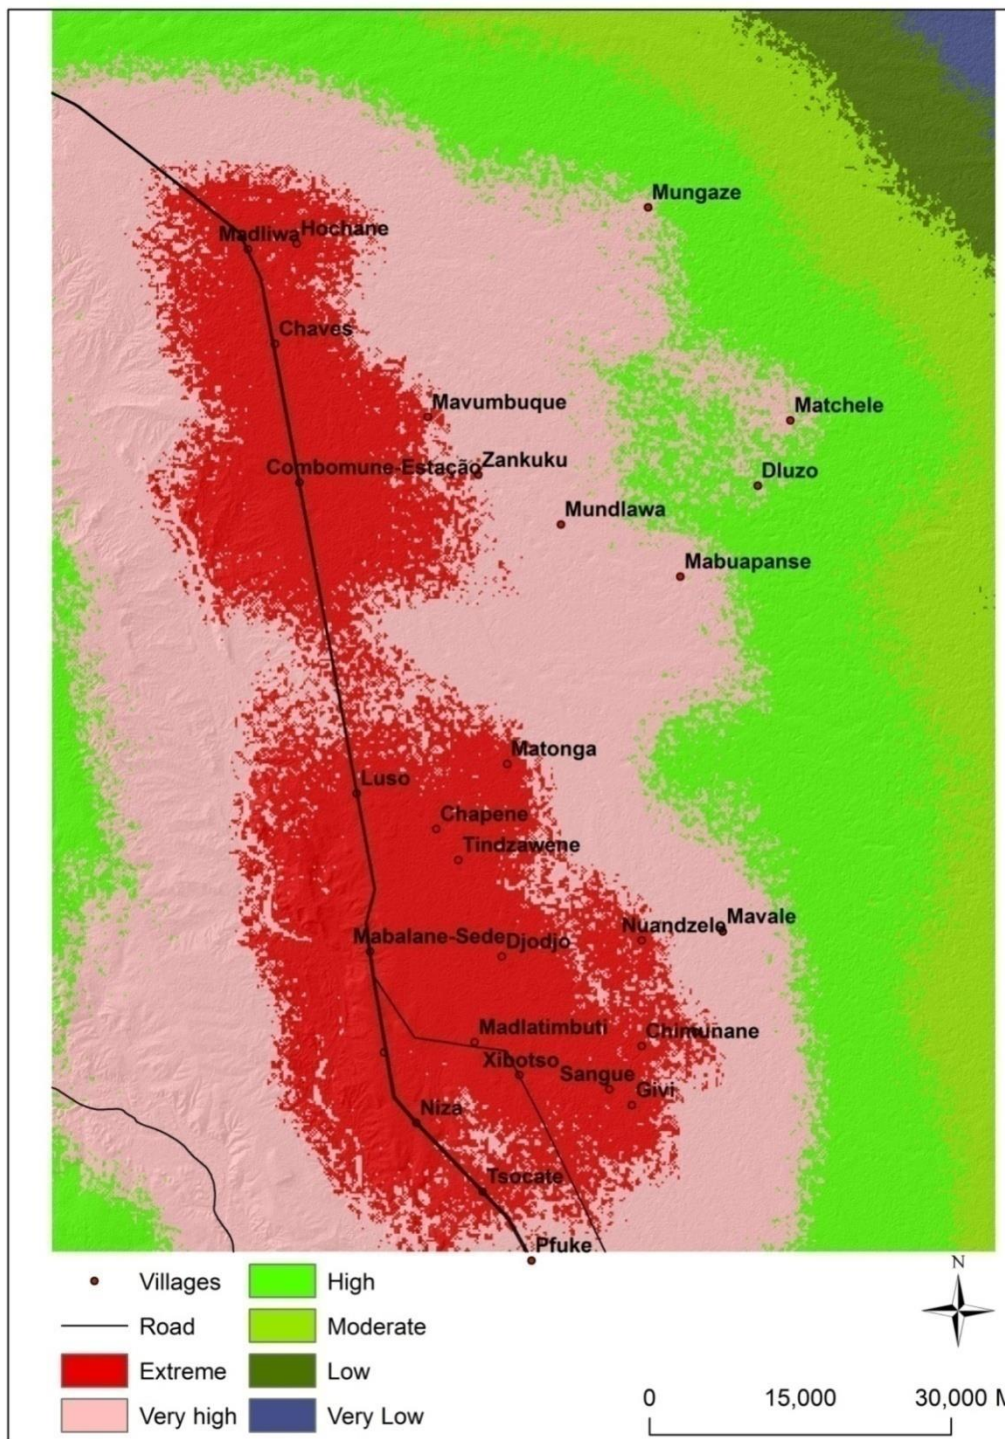 Mungaze
Madliwa
Hochane
Chaves
Mavumbuque
Matchele
Combomune-Estação
Zankuku
Dluzo
Mundlawa
Mabuapanse
Matonga
Luso
Chapene
Tindzawene
Nuandzele
Mavale
Mabalane-Sede
Djodjo
Madlatimbuti
Chimunane
Xibotso
Sangue
Givi
Niza
Tsocate
Pfuke
Villages
High
N
Road
Moderate
Extreme
Low
Very high
Very Low
0 15,000 30,000 M